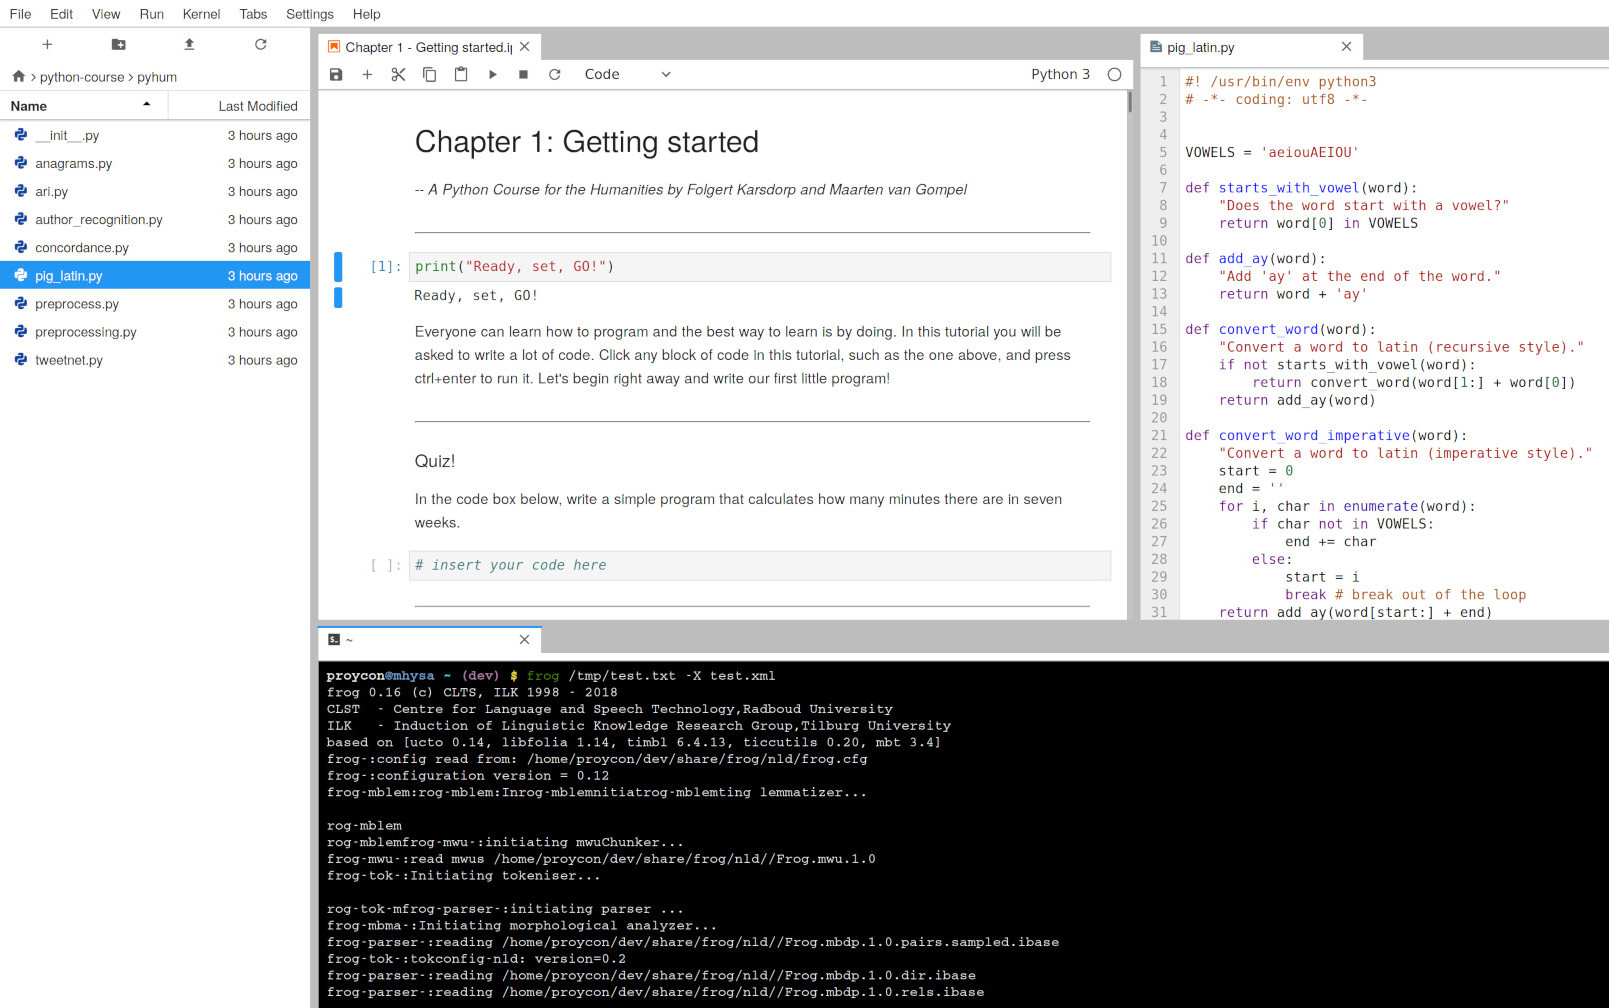 File Edit View Run Kernel Tabs Settings Help
> python-course > pyhum
Name Last Modified
__init__.py 3 hours ago
anagrams.py 3 hours ago
ari.py 3 hours ago
author_recognition.py 3 hours ago
concordance.py 3 hours ago
pig_latin.py 3 hours ago
preprocess.py 3 hours ago
preprocessing.py 3 hours ago
tweetnet.py 3 hours ago
Chapter 1 - Getting started.i
Code Python 3
Chapter 1: Getting started
-- A Python Course for the Humanities by Folgert Karsdorp and Maarten van Gompel
[1]: print("Ready, set, GO!")
Ready, set, GO!
Everyone can learn how to program and the best way to learn is by doing. In this tutorial you will be
asked to write a lot of code. Click any block of code in this tutorial, such as the one above, and press
ctrl+enter to run it. Let's begin right away and write our first little program!
Quiz!
In the code box below, write a simple program that calculates how many minutes there are in seven
weeks.
[ ]: # insert your code here
pig_latin.py
1 #! /usr/bin/env python3
2 # -*- coding: utf8 -*-
3
4
5 VOWELS = 'aeiouAEIOU'
6
7 def starts_with_vowel(word):
8     "Does the word start with a vowel?"
9     return word[0] in VOWELS
10
11 def add_ay(word):
12     "Add 'ay' at the end of the word."
13     return word + 'ay'
14
15 def convert_word(word):
16     "Convert a word to latin (recursive style)."
17     if not starts_with_vowel(word):
18         return convert_word(word[1:] + word[0])
19     return add_ay(word)
20
21 def convert_word_imperative(word):
22     "Convert a word to latin (imperative style)."
23     start = 0
24     end = ''
25     for i, char in enumerate(word):
26         if char not in VOWELS:
27             end += char
28         else:
29             start = i
30             break # break out of the loop
31     return add_ay(word[start:] + end)
$_ ~
proycon@mhysa ~ (dev) $ frog /tmp/test.txt -X test.xml
frog 0.16 (c) CLTS, ILK 1998 - 2018
CLST  - Centre for Language and Speech Technology,Radboud University
ILK   - Induction of Linguistic Knowledge Research Group,Tilburg University
based on [ucto 0.14, libfolia 1.14, timbl 6.4.13, ticcutils 0.20, mbt 3.4]
frog-:config read from: /home/proycon/dev/share/frog/nld/frog.cfg
frog-:configuration version = 0.12
frog-mblem:rog-mblem:Inrog-mblemnitiatrog-mblemting lemmatizer...
rog-mblem
rog-mblemfrog-mwu-:initiating mwuChunker...
frog-mwu-:read mwus /home/proycon/dev/share/frog/nld//Frog.mwu.1.0
frog-tok-:Initiating tokeniser...
rog-tok-mfrog-parser-:initiating parser ...
frog-mbma-:Initiating morphological analyzer...
frog-parser-:reading /home/proycon/dev/share/frog/nld//Frog.mbdp.1.0.pairs.sampled.ibase
frog-tok-:tokconfig-nld: version=0.2
frog-parser-:reading /home/proycon/dev/share/frog/nld//Frog.mbdp.1.0.dir.ibase
frog-parser-:reading /home/proycon/dev/share/frog/nld//Frog.mbdp.1.0.rels.ibase